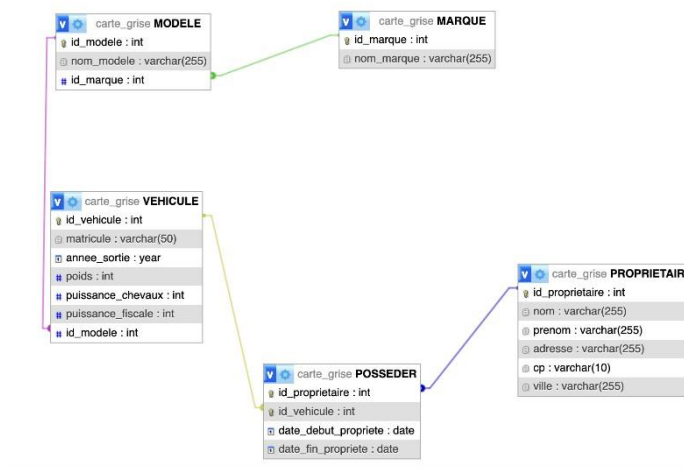 carte_grise MODELE
id_modele : int
nom_modele : varchar(255)
id_marque : int
carte_grise MARQUE
id_marque : int
nom_marque : varchar(255)
carte_grise VEHICULE
id_vehicule : int
matricule : varchar(50)
annee_sortie : year
poids : int
puissance_chevaux : int
puissance_fiscale : int
id_modele : int
carte_grise PROPRIETAIR
id_proprietaire : int
nom : varchar(255)
prenom : varchar(255)
adresse : varchar(255)
cp : varchar(10)
ville : varchar(255)
carte_grise POSSEDER
id_proprietaire : int
id_vehicule : int
date_debut_propriete : date
date_fin_propriete : date